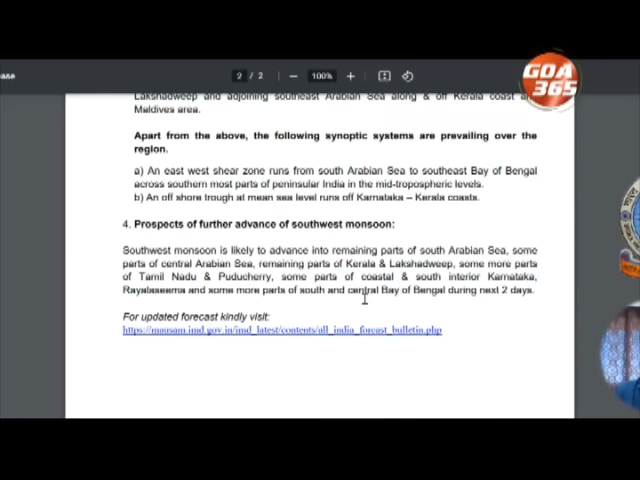 ease
2 / 2
100%
GOA
365
Lakshadweep and adjoining southeast Arabian Sea along & off Kerala coast and
Maldives area.
Apart from the above, the following synoptic systems are prevailing over the
region.
a) An east west shear zone runs from south Arabian Sea to southeast Bay of Bengal
across southern most parts of peninsular India in the mid-tropospheric levels.
b) An off shore trough at mean sea level runs off Karnataka – Kerala coasts.
4. Prospects of further advance of southwest monsoon:
Southwest monsoon is likely to advance into remaining parts of south Arabian Sea, some
parts of central Arabian Sea, remaining parts of Kerala & Lakshadweep, some more parts
of Tamil Nadu & Puducherry, some parts of coastal & south interior Karnataka,
Rayalaseema and some more parts of south and central Bay of Bengal during next 2 days.
For updated forecast kindly visit:
https://mausam.imd.gov.in/imd_latest/contents/all_india_forcast_bulletin.php